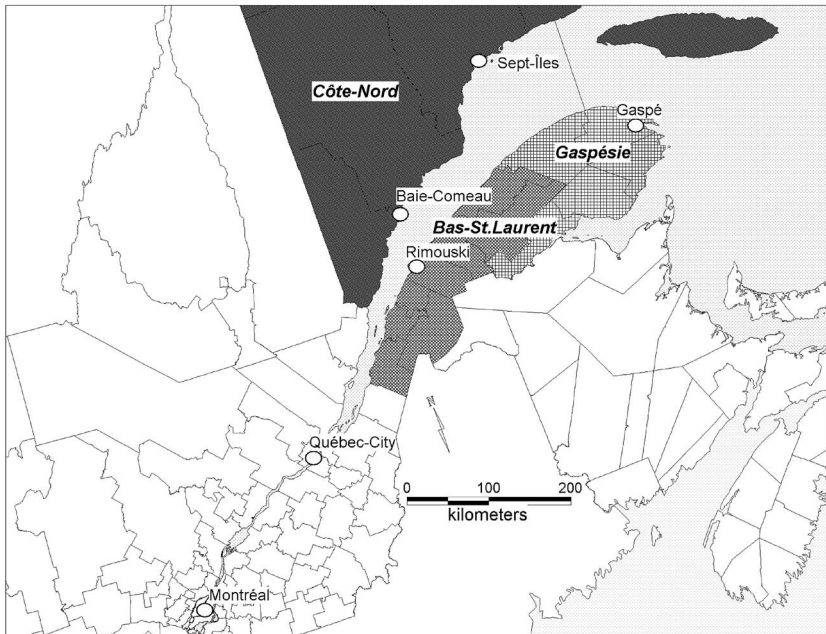 Sept-Îles
Côte-Nord
Gaspé
Gaspésie
Baie-Comeau
Bas-St.Laurent
Rimouski
N
Québec-City
0 100 200
kilometers
Montréal